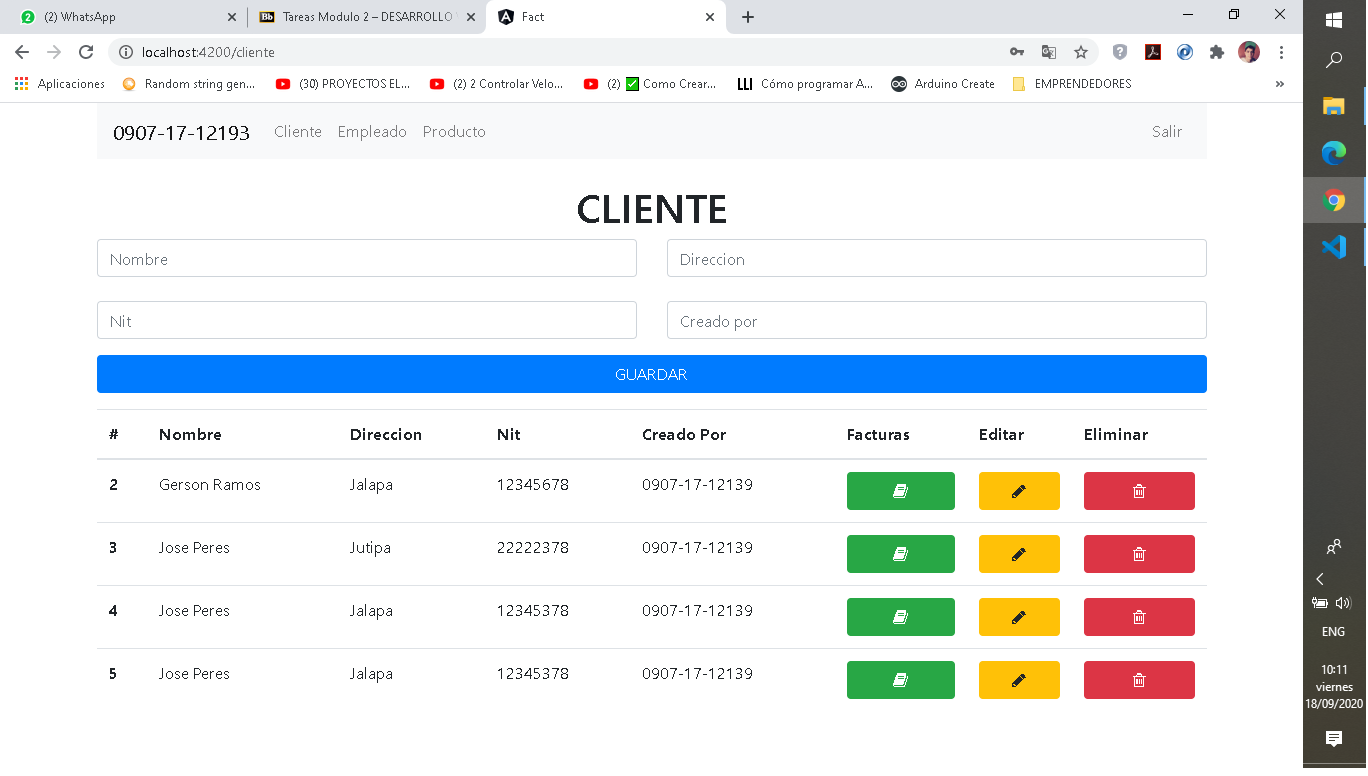 (2) WhatsApp
Bb Tareas Modulo 2 – DESARROLLO
Fact
localhost:4200/cliente
Aplicaciones
Random string gen...
(30) PROYECTOS EL...
(2) 2 Controlar Velo...
(2) ✅ Como Crear...
Cómo programar A...
Arduino Create
EMPRENDEDORES
»
0907-17-12193 Cliente Empleado Producto Salir
CLIENTE
Nombre Direccion
Nit Creado por
GUARDAR
# Nombre Direccion Nit Creado Por Facturas Editar Eliminar
2 Gerson Ramos Jalapa 12345678 0907-17-12139
3 Jose Peres Jutipa 22222378 0907-17-12139
4 Jose Peres Jalapa 12345378 0907-17-12139
5 Jose Peres Jalapa 12345378 0907-17-12139
ENG
10:11
viernes
18/09/2020